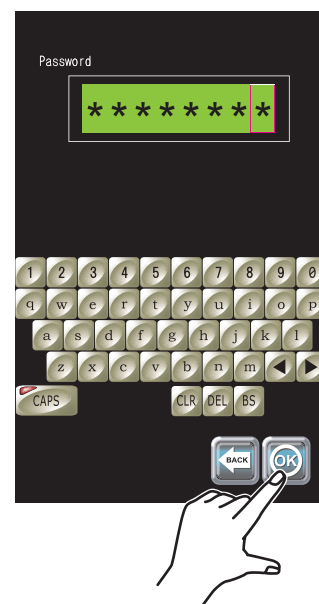 Password
********
1 2 3 4 5 6 7 8 9 0
q w e r t y u i o p
a s d f g h j k l
z x c v b n m ◀ ▶
CAPS CLR DEL BS
BACK OK